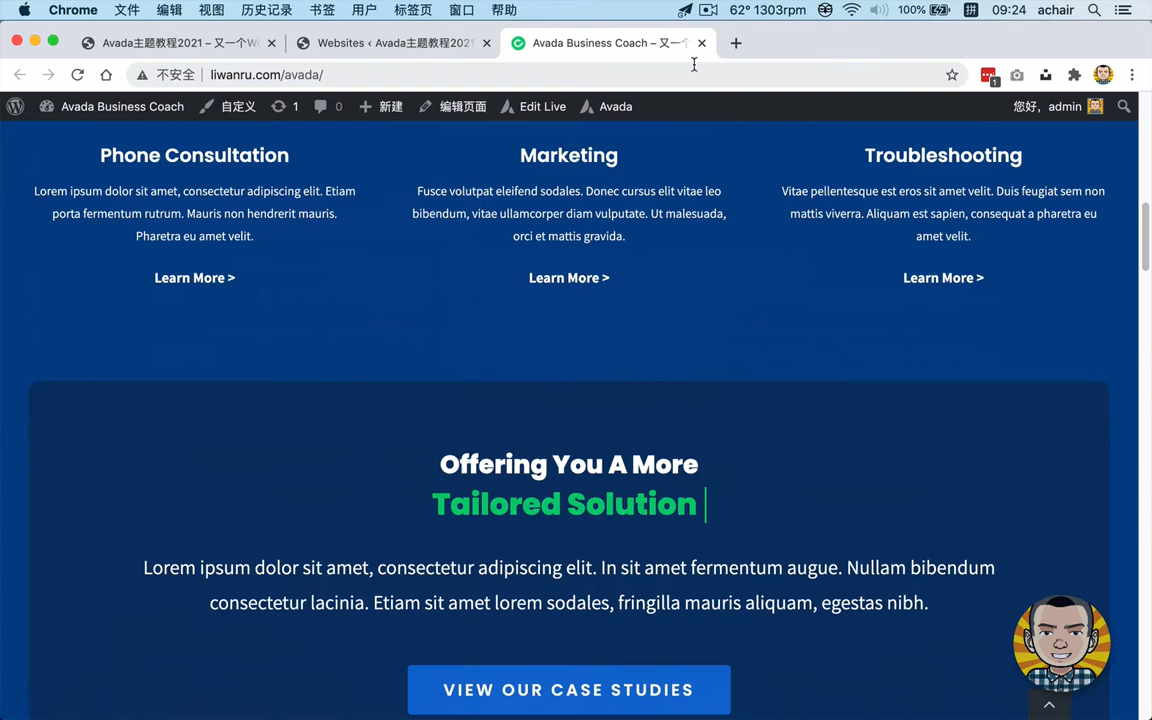 Chrome 文件 编辑 视图 历史记录 书签 用户 标签页 窗口 帮助 62° 1303rpm 100% 拼 09:24 achair
Avada主题教程2021 – 又一个W Websites ‹ Avada主题教程2021 Avada Business Coach – 又一个
不安全 liwanru.com/avada/ 1
Avada Business Coach 自定义 1 0 新建 编辑页面 Edit Live Avada 您好，admin
Phone Consultation Marketing Troubleshooting
Lorem ipsum dolor sit amet, consectetur adipiscing elit. Etiam
porta fermentum rutrum. Mauris non hendrerit mauris.
Pharetra eu amet velit.
Fusce volutpat eleifend sodales. Donec cursus elit vitae leo
bibendum, vitae ullamcorper diam vulputate. Ut malesuada,
orci et mattis gravida.
Vitae pellentesque est eros sit amet velit. Duis feugiat sem non
mattis viverra. Aliquam est sapien, consequat a pharetra eu
amet velit.
Learn More > Learn More > Learn More >
Offering You A More
Tailored Solution
Lorem ipsum dolor sit amet, consectetur adipiscing elit. In sit amet fermentum augue. Nullam bibendum
consectetur lacinia. Etiam sit amet lorem sodales, fringilla mauris aliquam, egestas nibh.
VIEW OUR CASE STUDIES